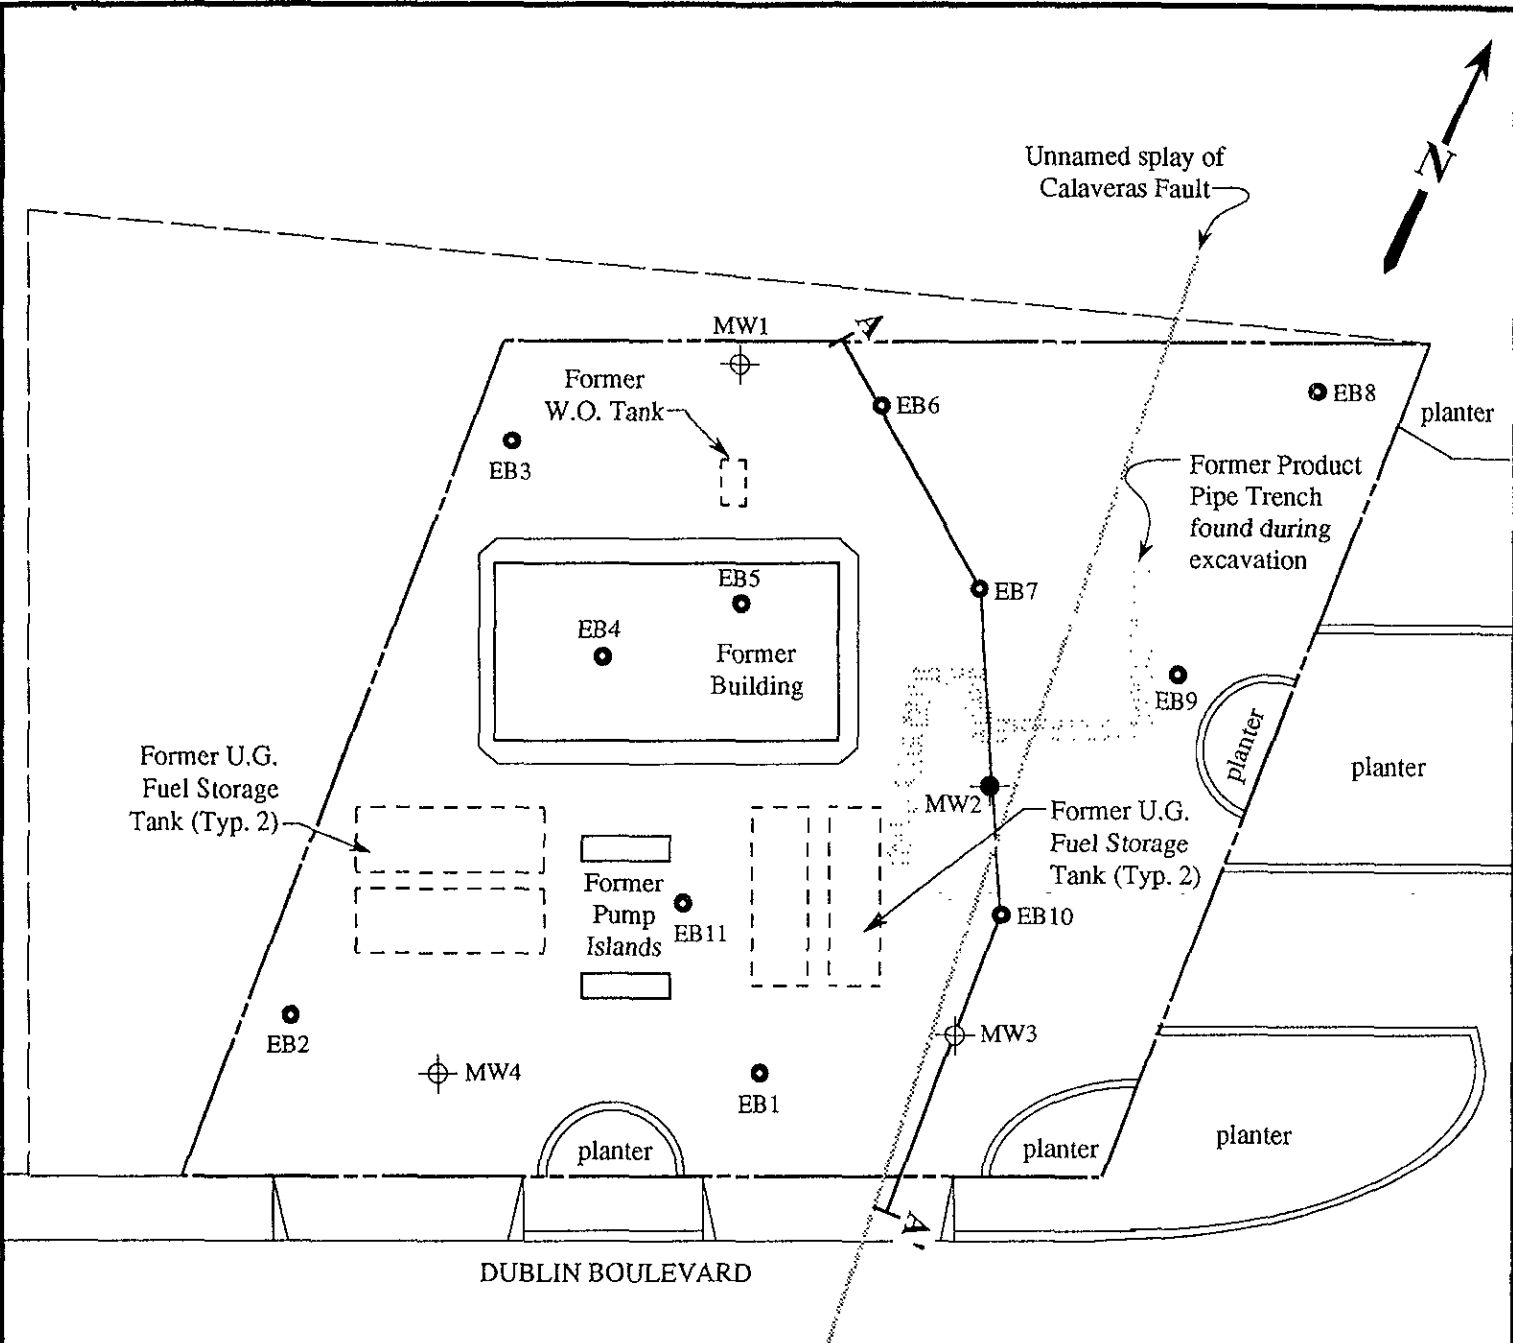 N
Unnamed splay of
Calaveras Fault
MW1
A
Former
W.O. Tank
EB6
EB8
planter
EB3
Former Product
Pipe Trench
found during
excavation
EB5
EB7
EB4
Former
Building
EB9
planter
planter
Former U.G.
Fuel Storage
Tank (Typ. 2)
MW2
Former U.G.
Fuel Storage
Tank (Typ. 2)
Former
Pump
Islands
EB11
EB10
EB2
MW3
MW4
EB1
planter
planter
planter
A'
DUBLIN BOULEVARD